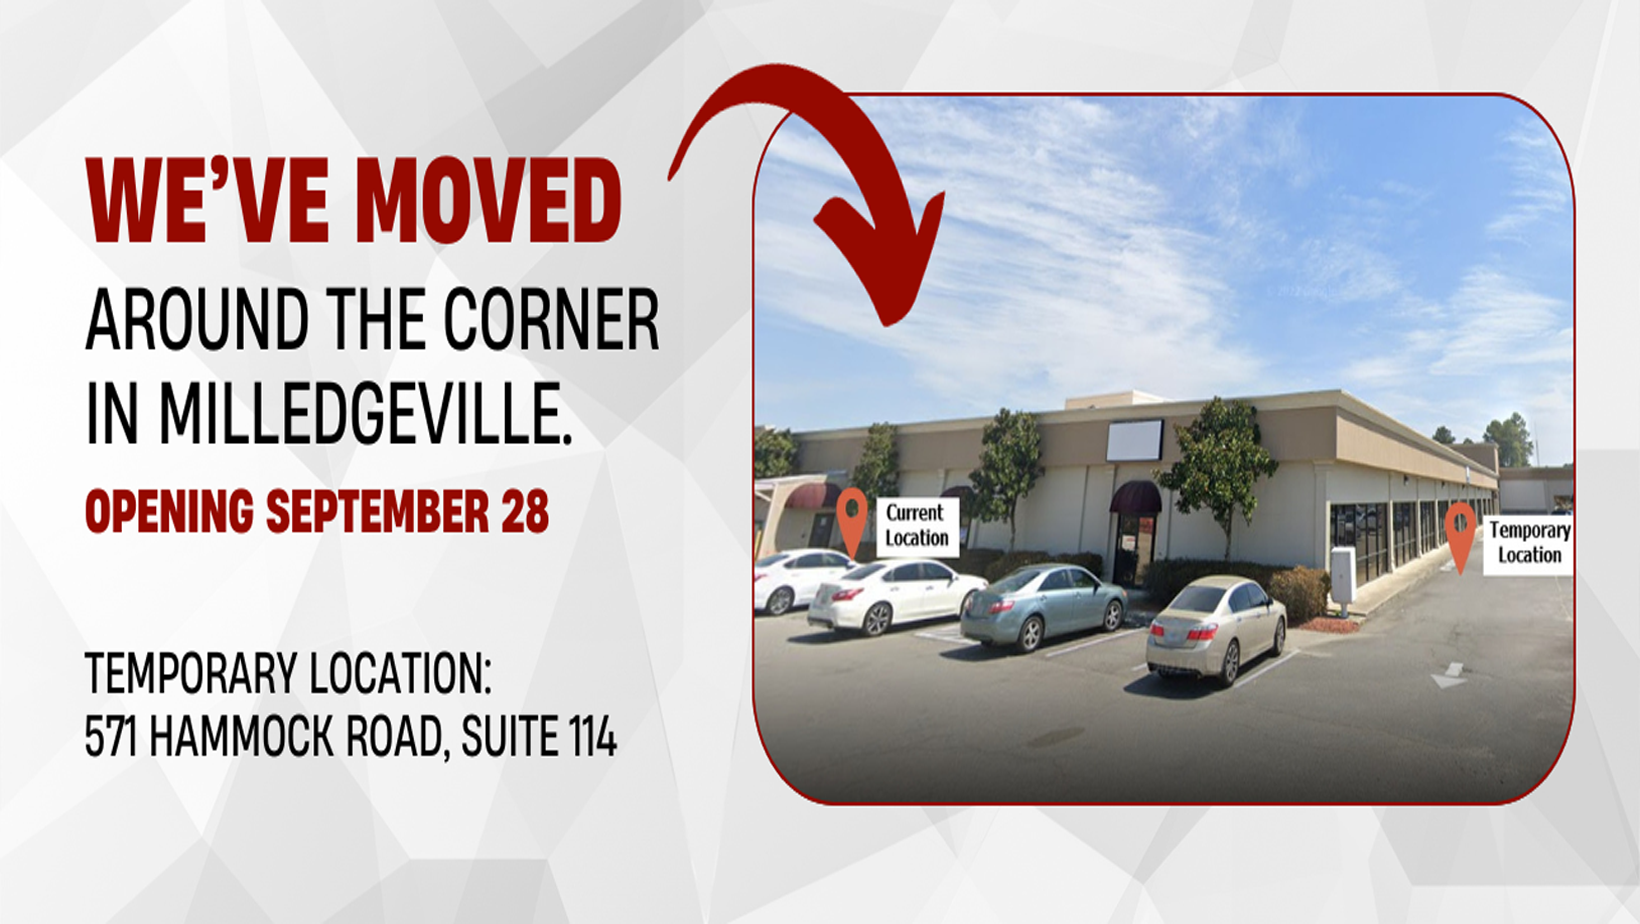 WE'VE MOVED
AROUND THE CORNER
IN MILLEDGEVILLE.
OPENING SEPTEMBER 28
TEMPORARY LOCATION:
571 HAMMOCK ROAD, SUITE 114
Current
Location
Temporary
Location